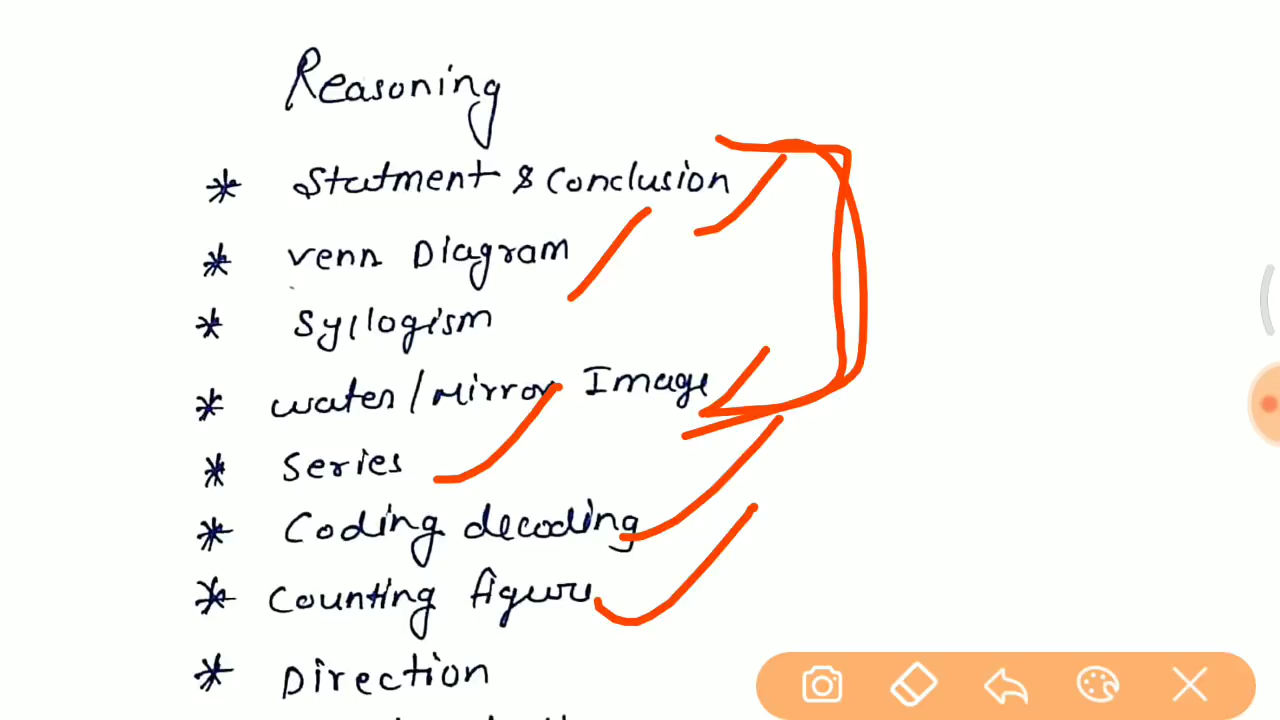 Reasoning
* Statment & Conclusion
* Venn Diagram
* Syllogism
* Water/Mirror Image
* Series
* Coding decoding
* Counting figure
* Direction